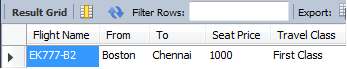 Result Grid Filter Rows: Export:
Flight Name From To Seat Price Travel Class
EK777-B2 Boston Chennai 1000 First Class